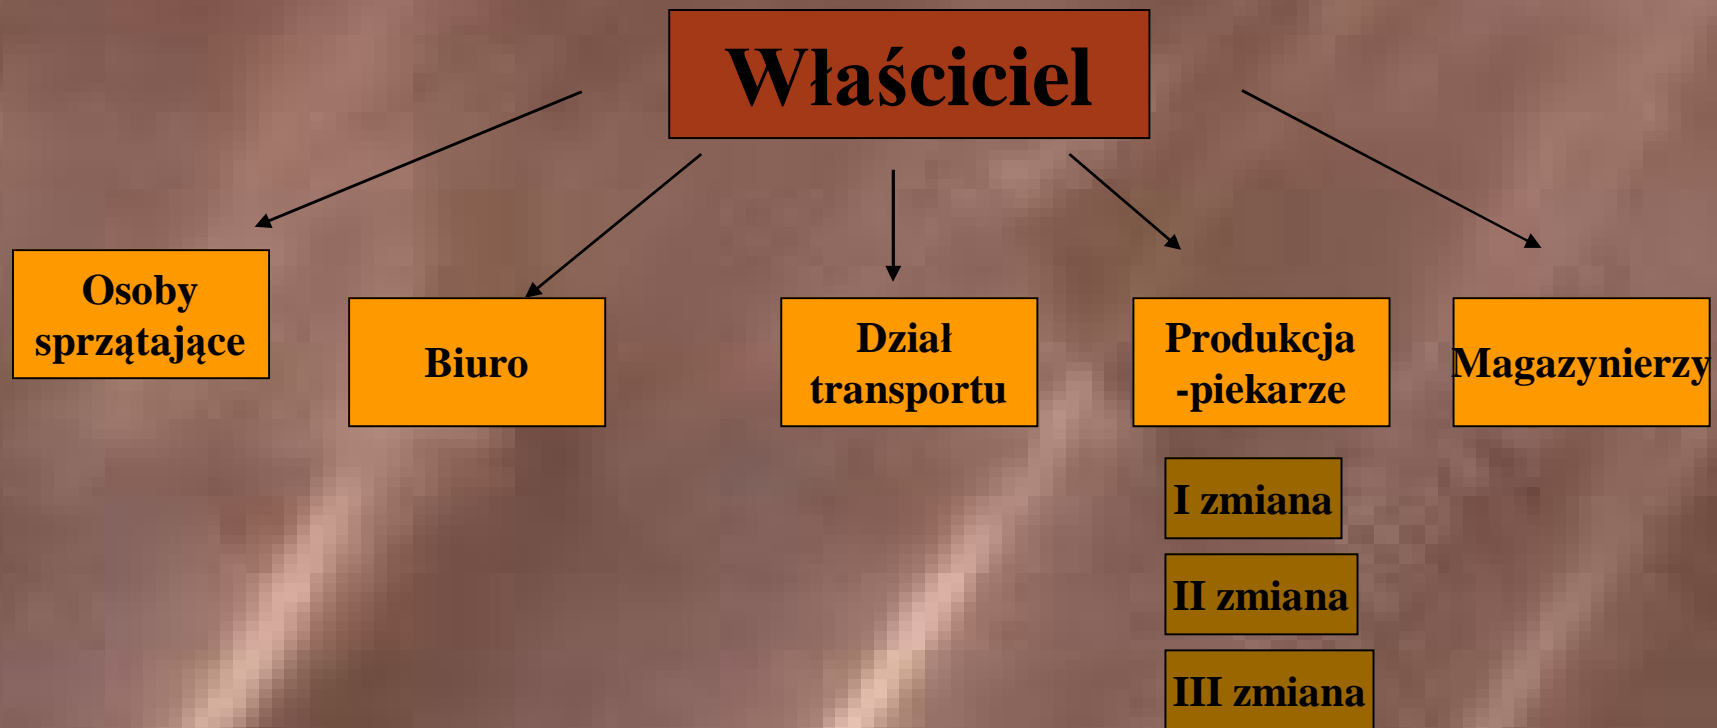 Właściciel
Osoby
sprzątające
Biuro
Dział
transportu
Produkcja
-piekarze
Magazynierzy
I zmiana
II zmiana
III zmiana